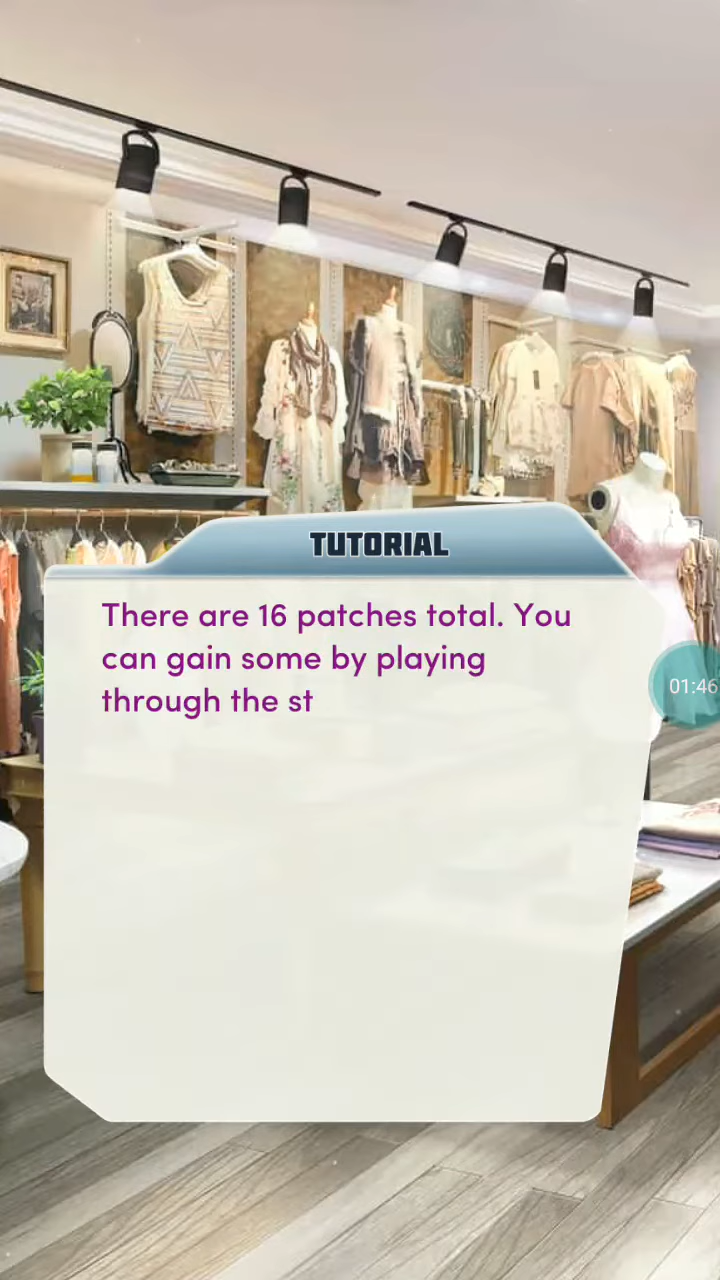 TUTORIAL
There are 16 patches total. You
can gain some by playing
through the st
01:46